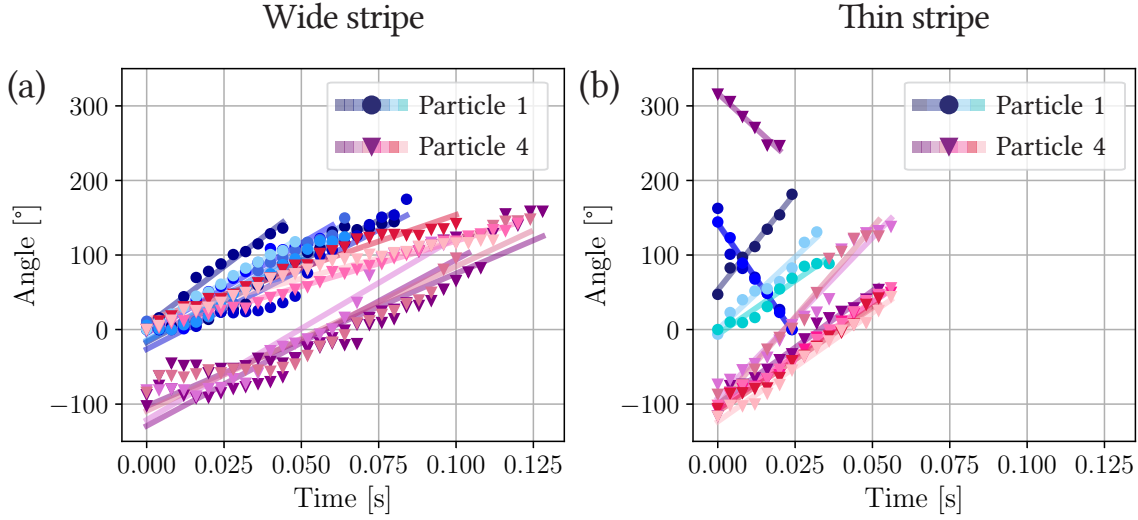 Wide stripe
Thin stripe
(a)
Particle 1
Particle 4
300
200
100
0
−100
Angle [°]
0.000
0.025
0.050
0.075
0.100
0.125
Time [s]
(b)
Particle 1
Particle 4
300
200
100
0
−100
Angle [°]
0.000
0.025
0.050
0.075
0.100
0.125
Time [s]